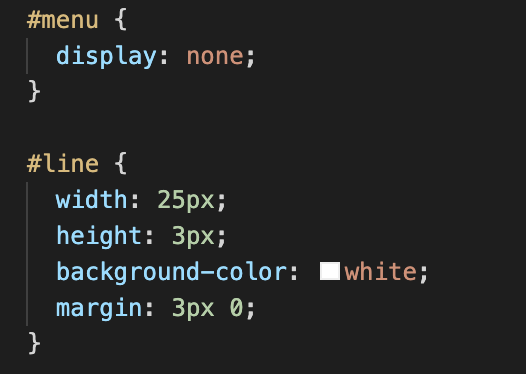 #menu {
  display: none;
}

#line {
  width: 25px;
  height: 3px;
  background-color: white;
  margin: 3px 0;
}